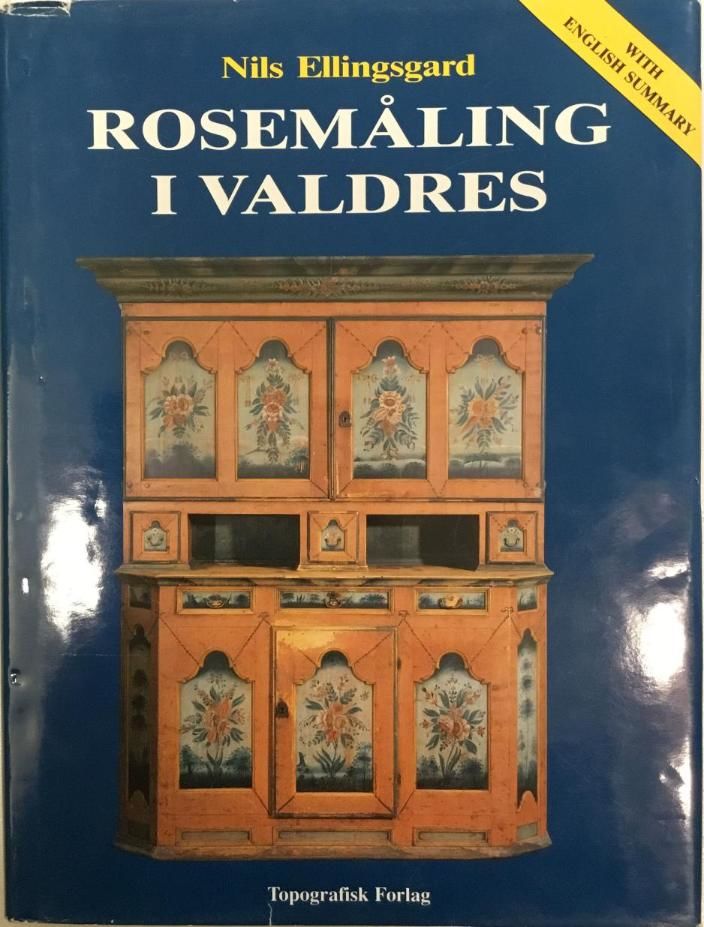 Nils Ellingsgard
WITH
ENGLISH SUMMARY
ROSEMÅLING
I VALDRES
Topografisk Forlag